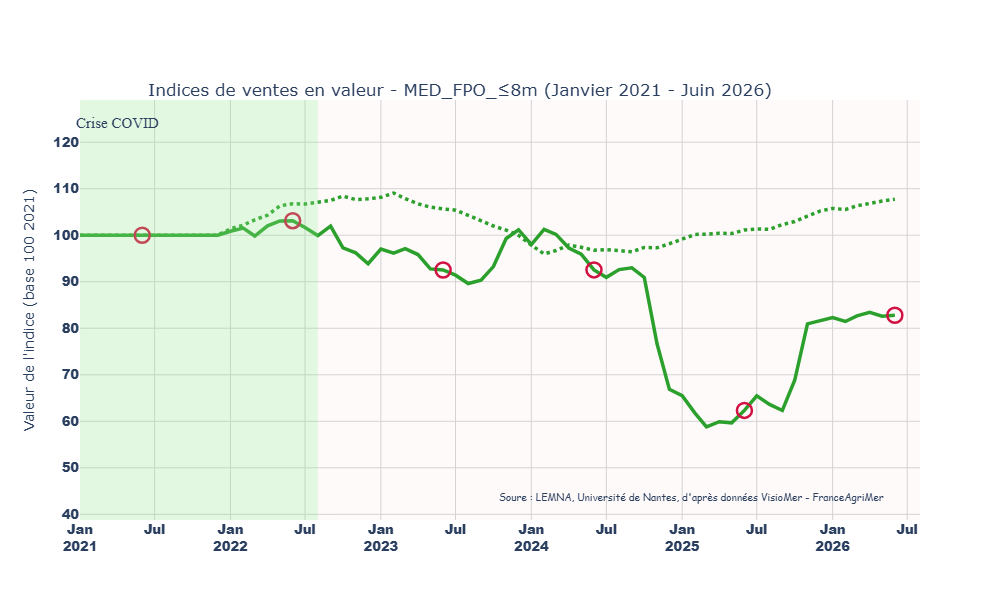 Indices de ventes en valeur - MED_FPO_≤8m (Janvier 2021 - Juin 2026)
Crise COVID
Valeur de l'indice (base 100 2021)
120
110
100
90
80
70
60
50
40
Soure : LEMNA, Université de Nantes, d'après données VisioMer - FranceAgriMer
Jan Jul Jan Jul Jan Jul Jan Jul Jan Jul Jan Jul
2021 2022 2023 2024 2025 2026